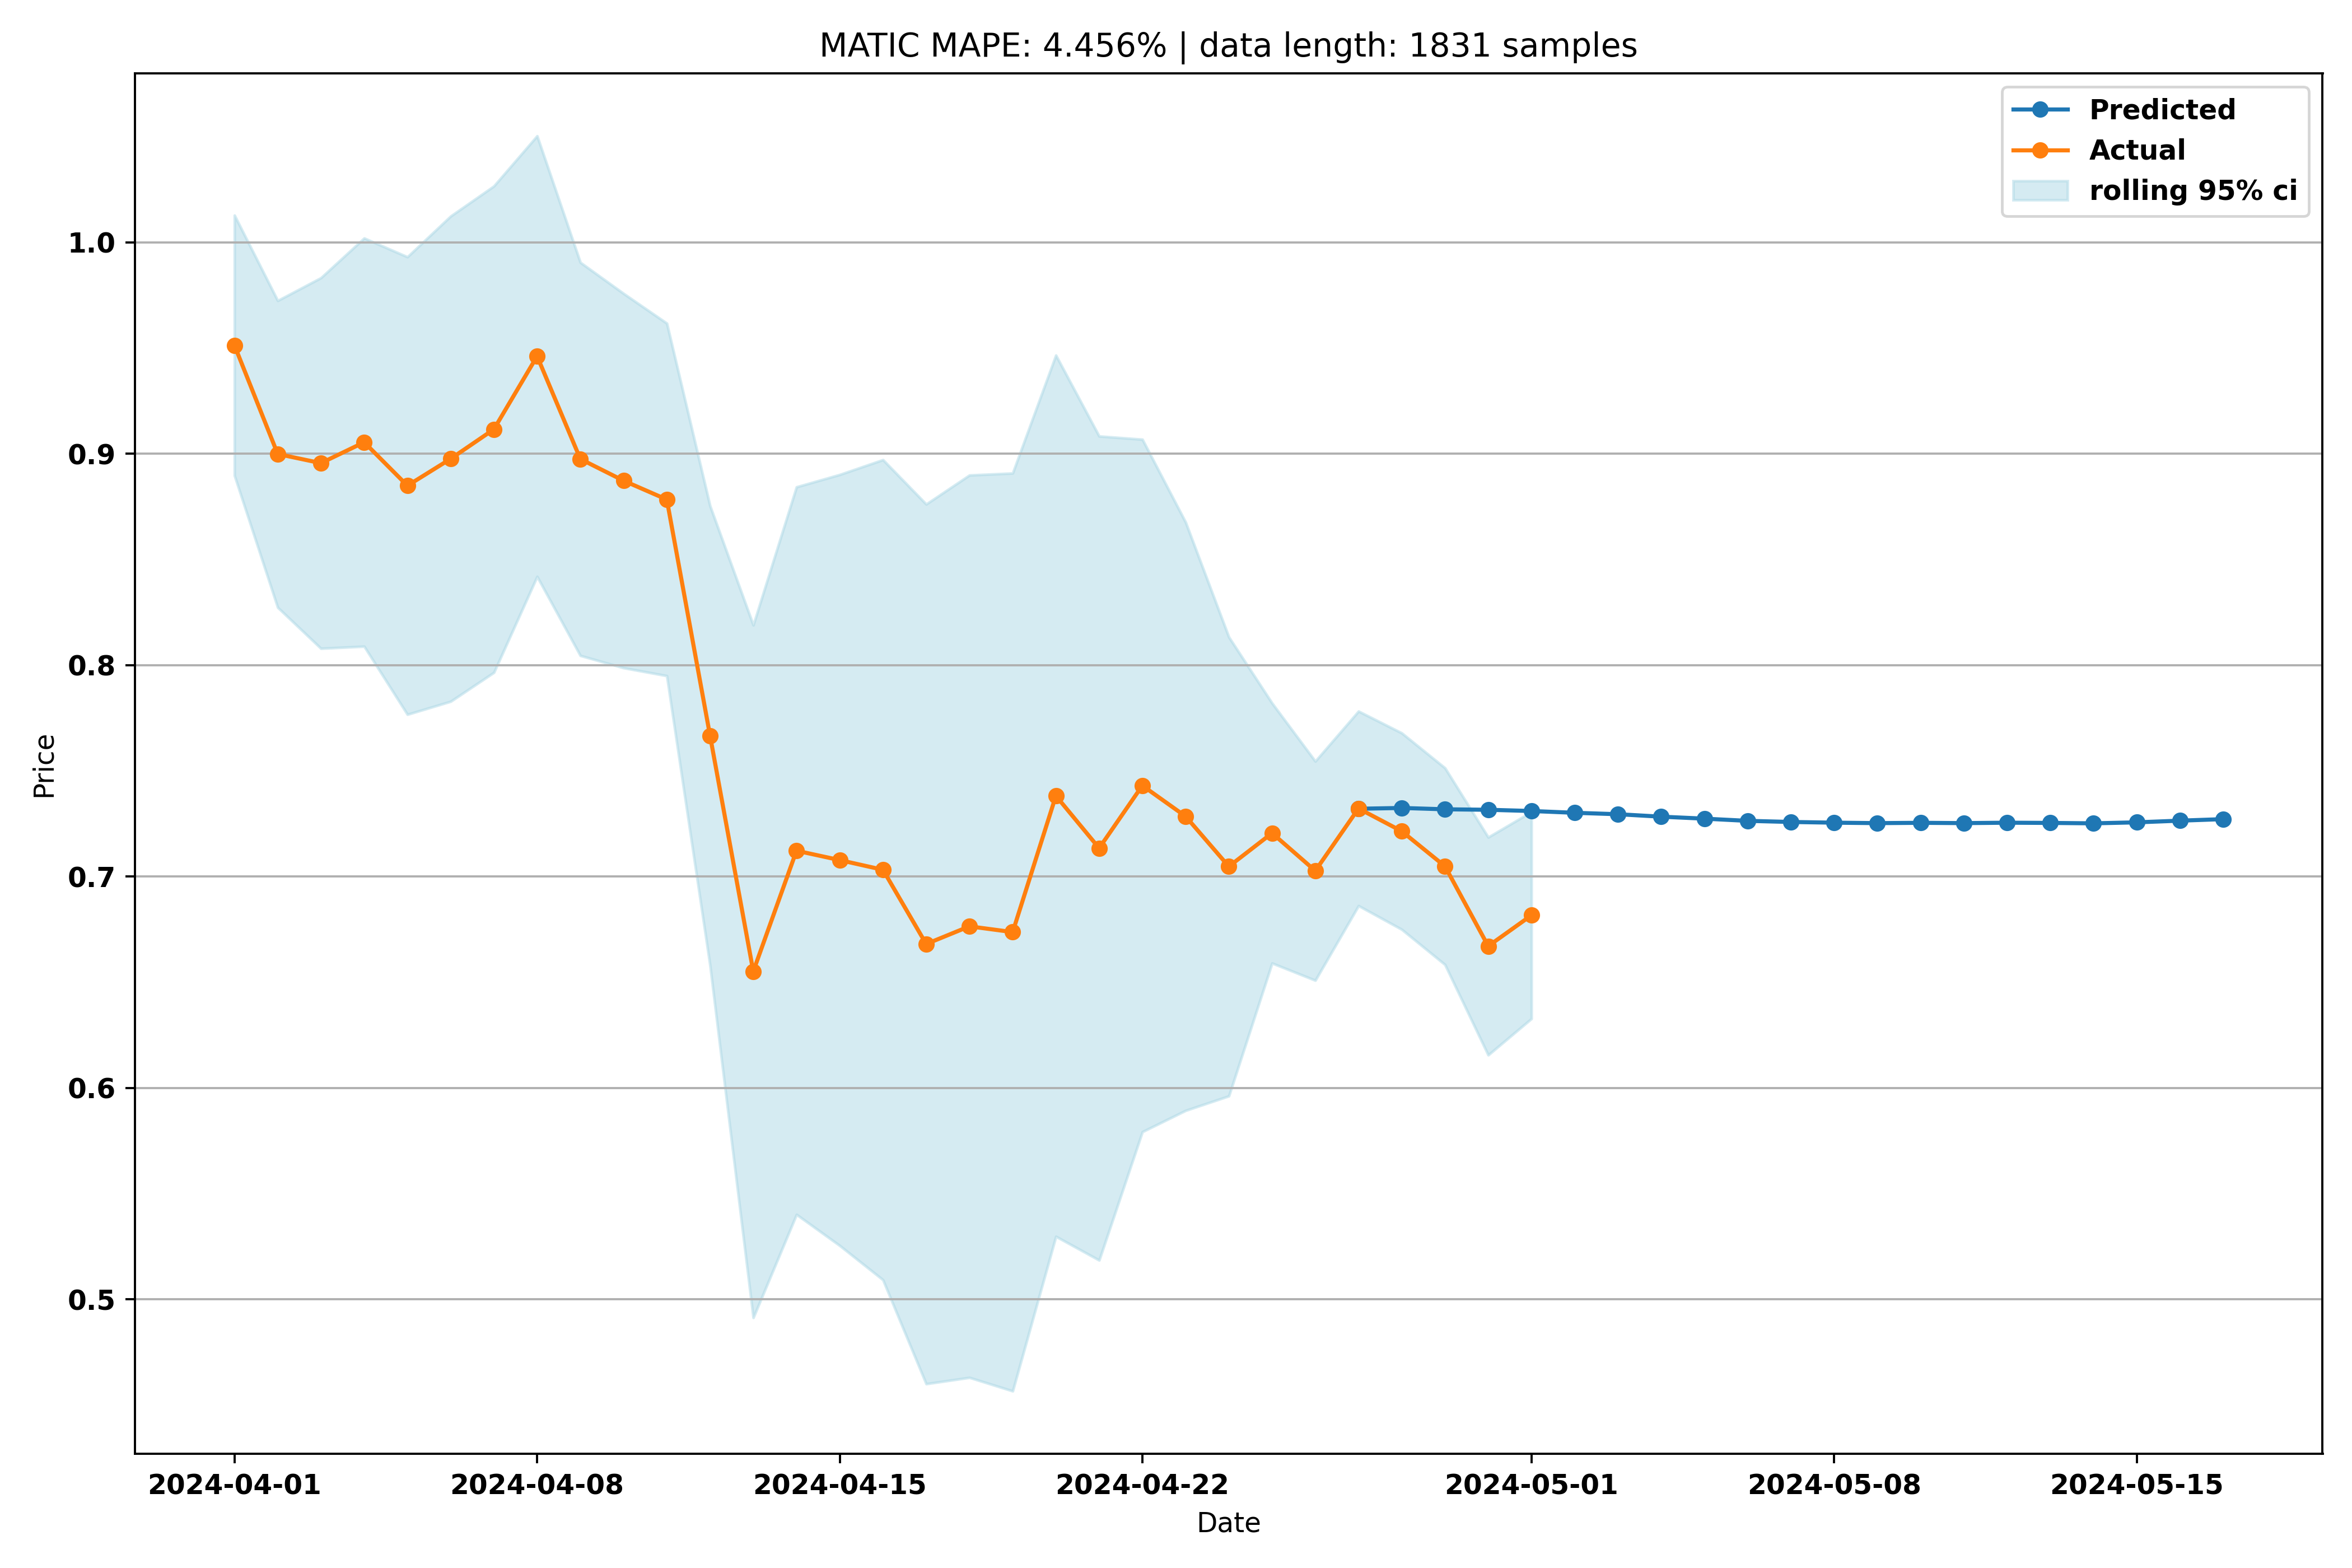 MATIC MAPE: 4.456% | data length: 1831 samples
Predicted
Actual
rolling 95% ci
1.0
0.9
0.8
0.7
0.6
0.5
Price
2024-04-01 2024-04-08 2024-04-15 2024-04-22 2024-05-01 2024-05-08 2024-05-15
Date